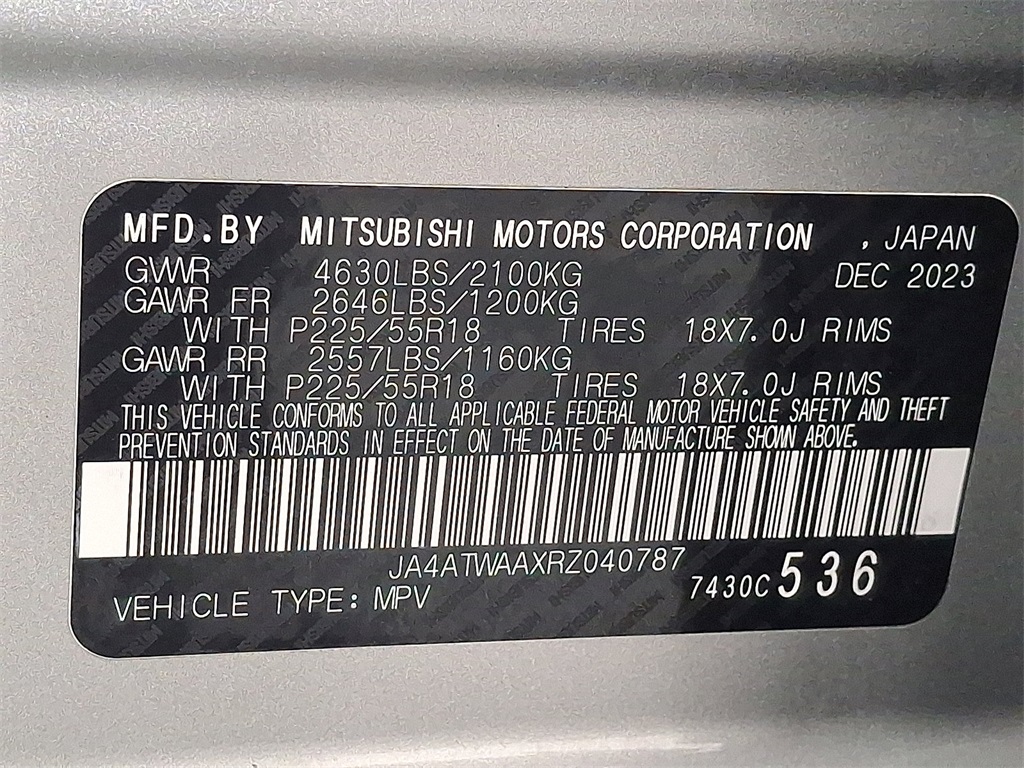 MFD.BY MITSUBISHI MOTORS CORPORATION , JAPAN
GVWR 4630LBS/2100KG DEC 2023
GAWR FR 2646LBS/1200KG
WITH P225/55R18 TIRES 18X7.0J RIMS
GAWR RR 2557LBS/1160KG
WITH P225/55R18 TIRES 18X7.0J RIMS
THIS VEHICLE CONFORMS TO ALL APPLICABLE FEDERAL MOTOR VEHICLE SAFETY AND THEFT
PREVENTION STANDARDS IN EFFECT ON THE DATE OF MANUFACTURE SHOWN ABOVE.
JA4ATWAAXRZ040787
VEHICLE TYPE: MPV 7430C 536